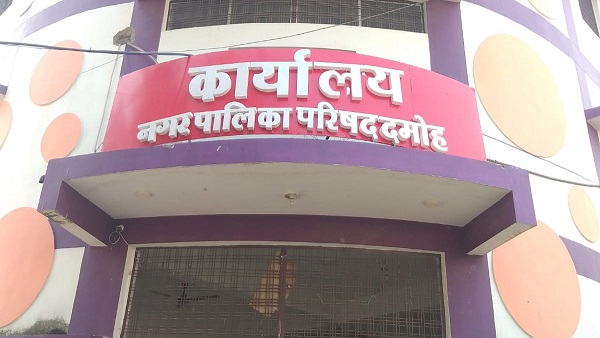 कार्यालय
नगर पालिका परिषद दमोह